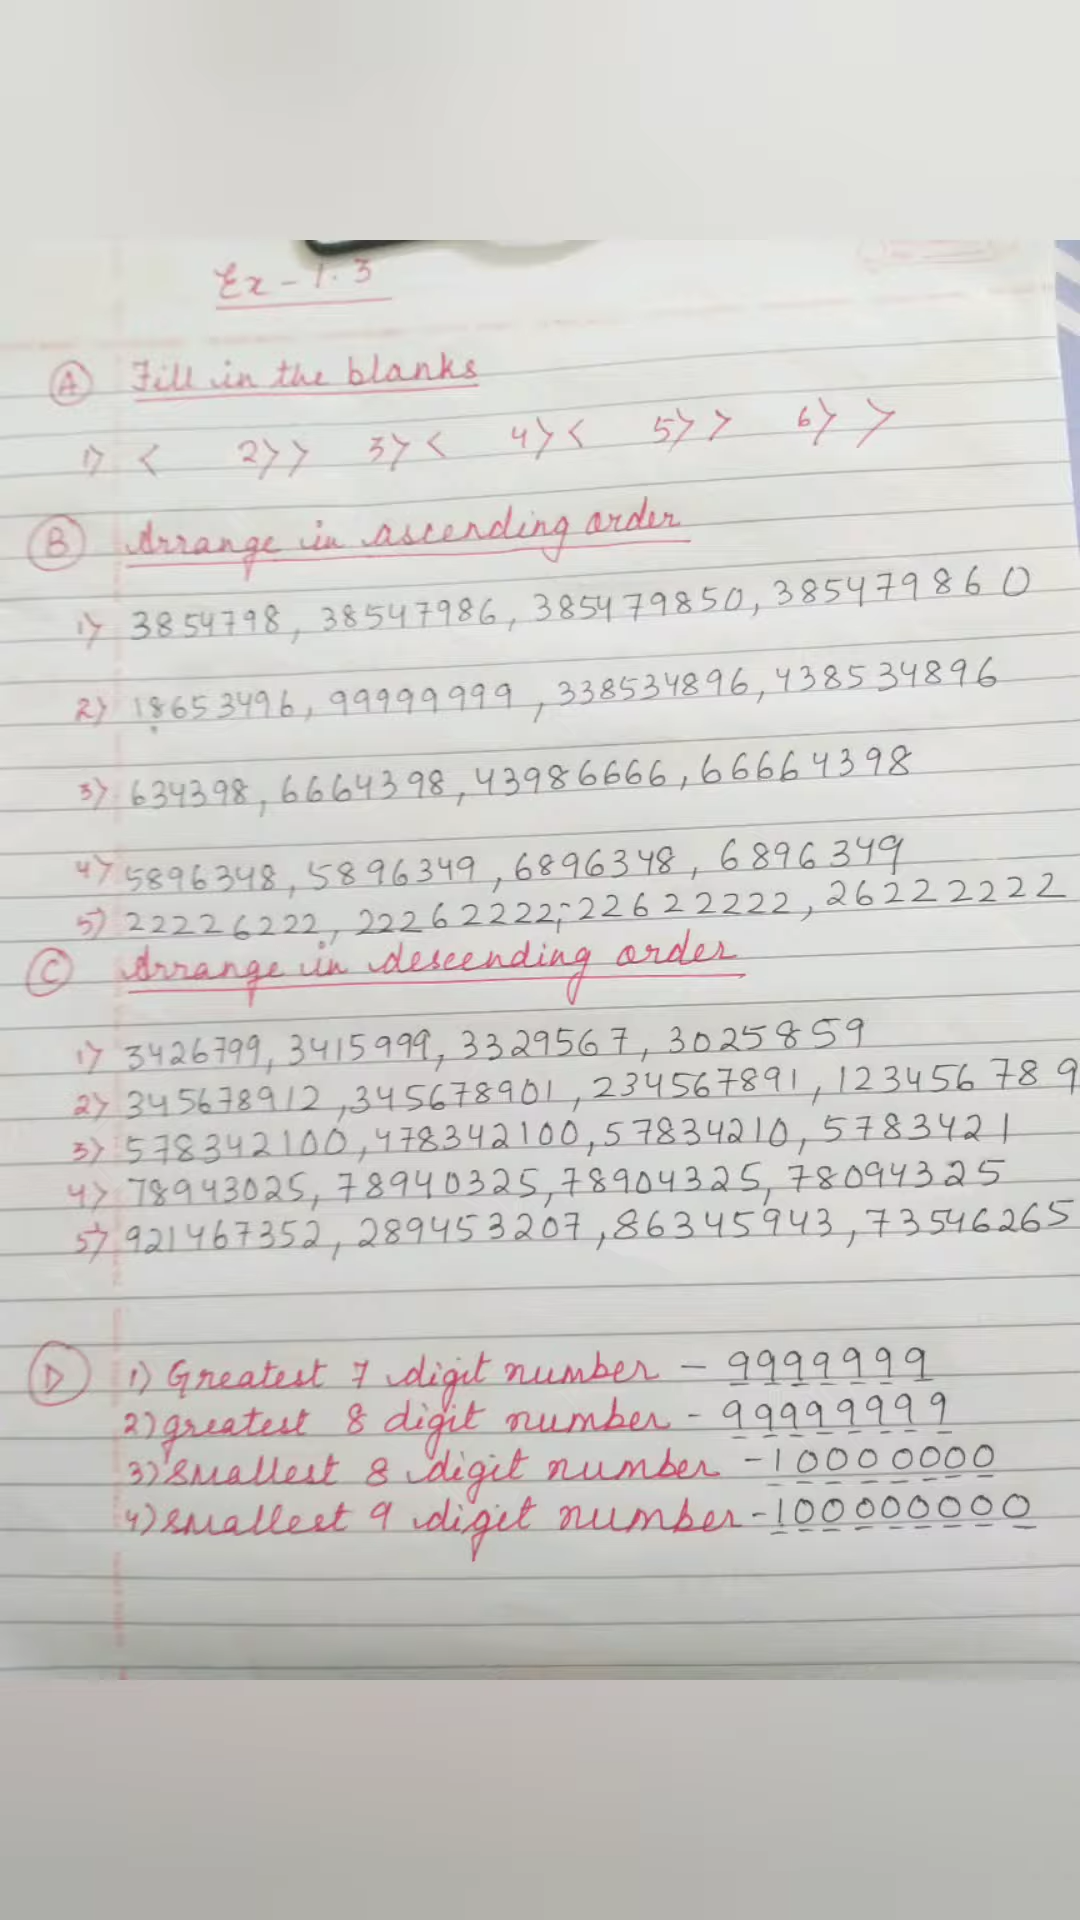 Ex - 1.3
A Fill in the blanks
1> < 2> > 3> < 4> < 5> > 6> >
B Arrange in ascending order
1> 3854798, 38547986, 385479850, 385479860
2> 18653496, 99999999, 338534896, 438534896
3> 634398, 6664398, 43986666, 66664398
4> 5896348, 5896349, 6896348, 6896349
5> 22226222, 22262222, 22622222, 26222222
C Arrange in descending order
1> 3426799, 3415999, 3329567, 3025859
2> 345678912, 345678901, 234567891, 123456789
3> 578342100, 478342100, 57834210, 5783421
4> 78943025, 78940325, 78904325, 78094325
5> 921467352, 289453207, 86345943, 73546265
D 1) Greatest 7 digit number - 9999999
2) greatest 8 digit number - 99999999
3) smallest 8 digit number - 10000000
4) smallest 9 digit number - 100000000